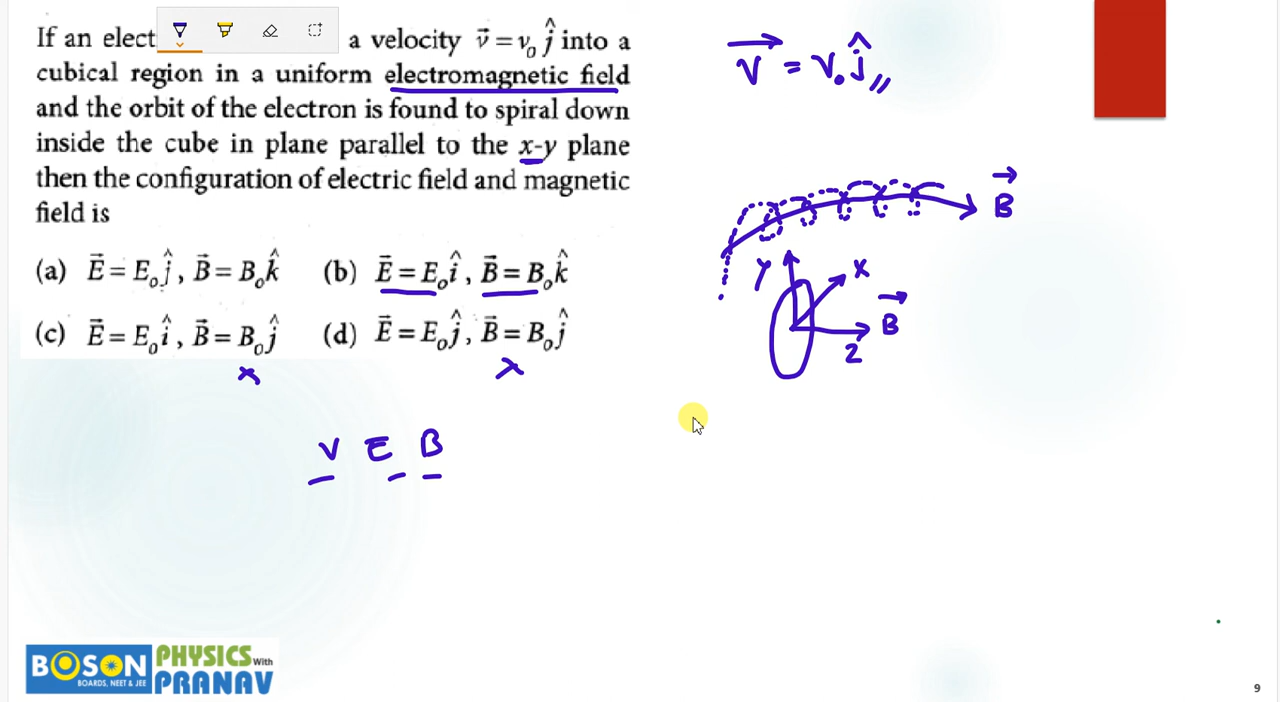 If an elect a velocity v⃗ = v₀ ĵ into a
cubical region in a uniform electromagnetic field
and the orbit of the electron is found to spiral down
inside the cube in plane parallel to the x-y plane
then the configuration of electric field and magnetic
field is
(a) E⃗ = E₀ĵ, B⃗ = B₀k̂ (b) E⃗ = E₀î, B⃗ = B₀k̂
(c) E⃗ = E₀î, B⃗ = B₀ĵ (d) E⃗ = E₀ĵ, B⃗ = B₀ĵ
x x
V E B
V⃗ = V₀ĵ
B⃗
Y X
B⃗
Z
BOSON
BOARDS, NEET & JEE
PHYSICS With
PRANAV
9